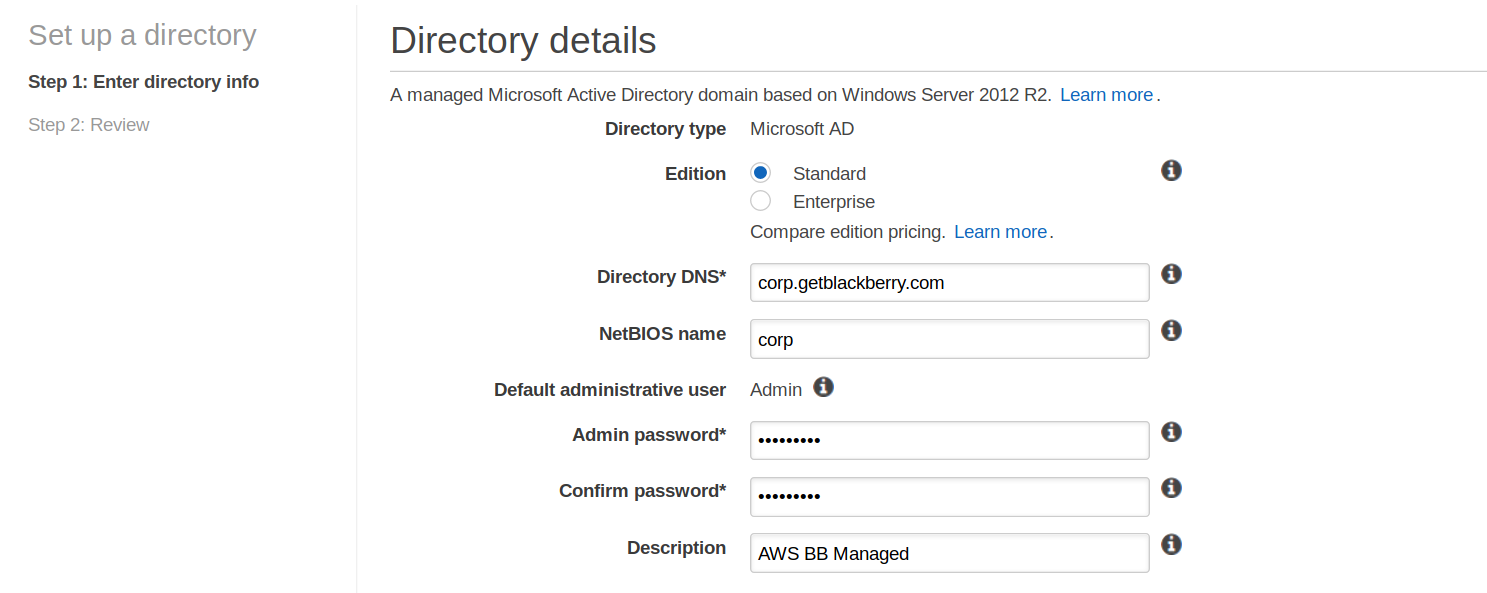 Set up a directory
Step 1: Enter directory info
Step 2: Review
Directory details
A managed Microsoft Active Directory domain based on Windows Server 2012 R2. Learn more.
Directory type Microsoft AD
Edition Standard
Enterprise
Compare edition pricing. Learn more.
Directory DNS* corp.getblackberry.com
NetBIOS name corp
Default administrative user Admin
Admin password* •••••••••
Confirm password* •••••••••
Description AWS BB Managed